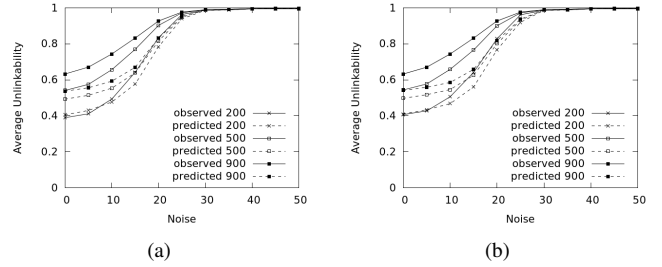 1
0.8
0.6
0.4
0.2
0
Average Unlinkability
observed 200
predicted 200
observed 500
predicted 500
observed 900
predicted 900
0 10 20 30 40 50
Noise
(a)
1
0.8
0.6
0.4
0.2
0
Average Unlinkability
observed 200
predicted 200
observed 500
predicted 500
observed 900
predicted 900
0 10 20 30 40 50
Noise
(b)